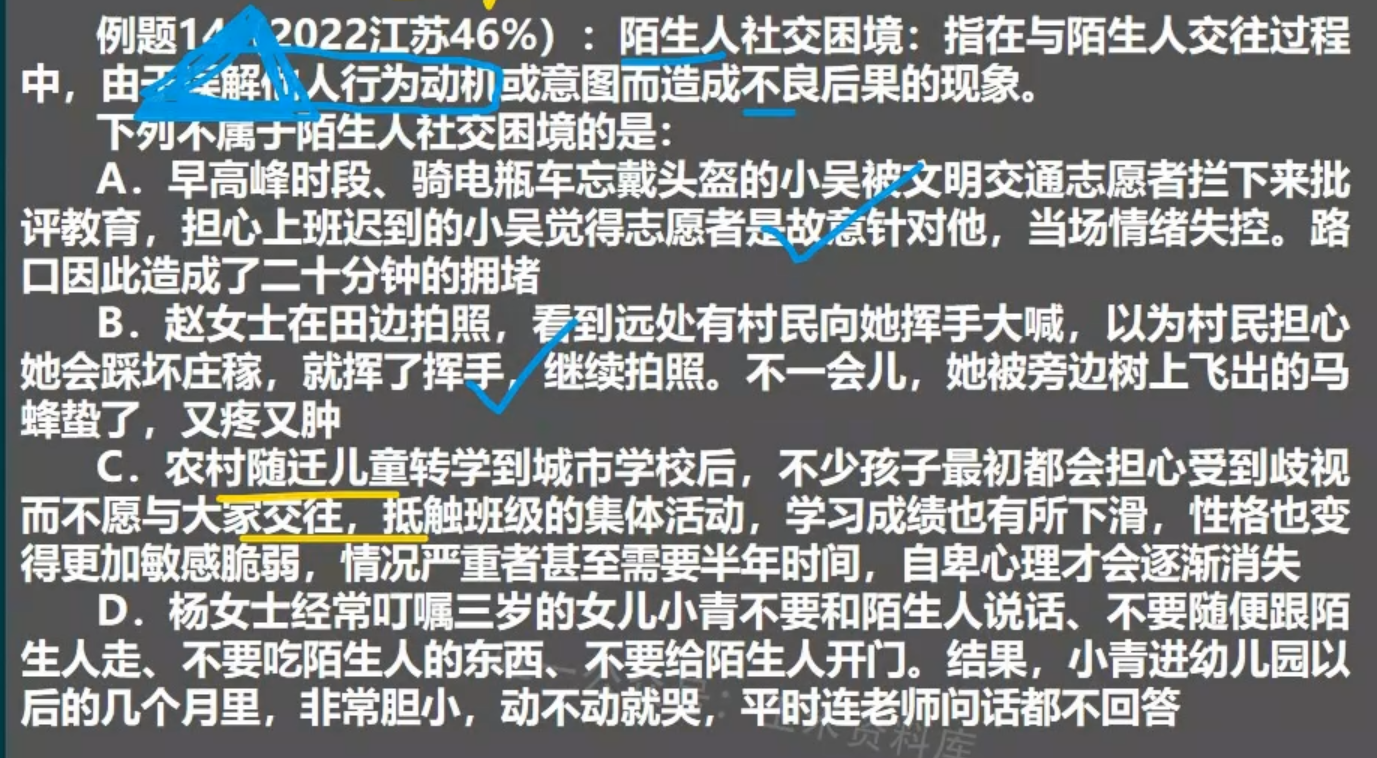 例题14（2022江苏46%）：陌生人社交困境：指在与陌生人交往过程
中，由于误解他人行为动机或意图而造成不良后果的现象。
下列不属于陌生人社交困境的是：
A．早高峰时段、骑电瓶车忘戴头盔的小吴被文明交通志愿者拦下来批
评教育，担心上班迟到的小吴觉得志愿者是故意针对他，当场情绪失控。路
口因此造成了二十分钟的拥堵
B．赵女士在田边拍照，看到远处有村民向她挥手大喊，以为村民担心
她会踩坏庄稼，就挥了挥手，继续拍照。不一会儿，她被旁边树上飞出的马
蜂蛰了，又疼又肿
C．农村随迁儿童转学到城市学校后，不少孩子最初都会担心受到歧视
而不愿与大家交往，抵触班级的集体活动，学习成绩也有所下滑，性格也变
得更加敏感脆弱，情况严重者甚至需要半年时间，自卑心理才会逐渐消失
D．杨女士经常叮嘱三岁的女儿小青不要和陌生人说话、不要随便跟陌
生人走、不要吃陌生人的东西、不要给陌生人开门。结果，小青进幼儿园以
后的几个月里，非常胆小，动不动就哭，平时连老师问话都不回答